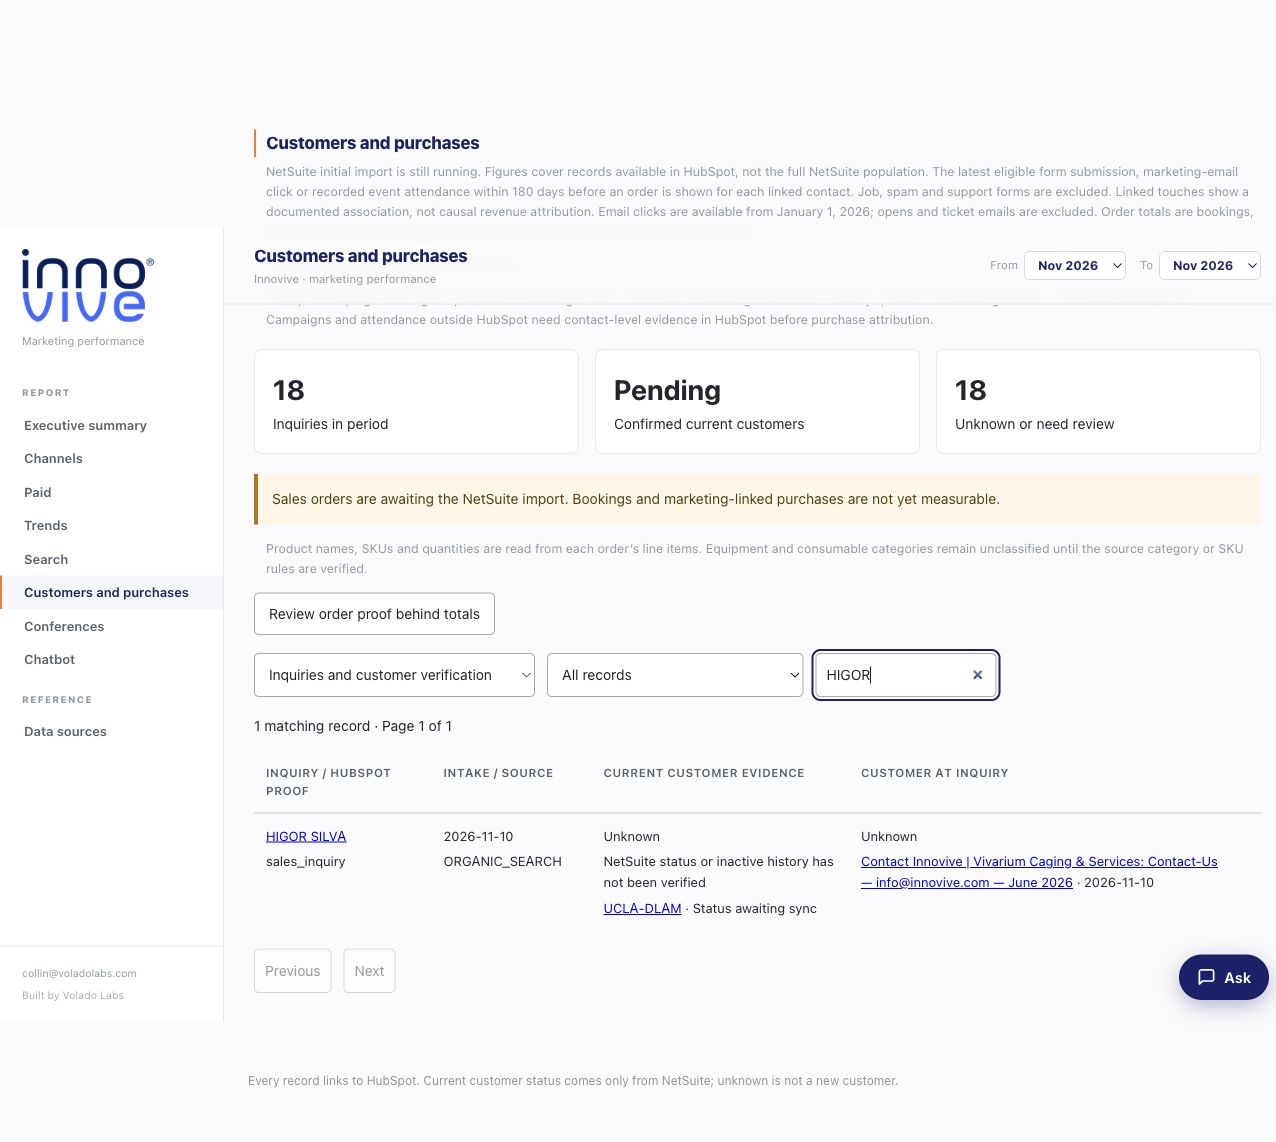 Customers and purchases
NetSuite initial import is still running. Figures cover records available in HubSpot, not the full NetSuite population. The latest eligible form submission, marketing-email
click or recorded event attendance within 180 days before an order is shown for each linked contact. Job, spam and support forms are excluded. Linked touches show a
documented association, not causal revenue attribution. Email clicks are available from January 1, 2026; opens and ticket emails are excluded. Order totals are bookings,
inno®
vive
Marketing performance
Customers and purchases
Innovive · marketing performance
From
Nov 2026
To
Nov 2026
Campaigns and attendance outside HubSpot need contact-level evidence in HubSpot before purchase attribution.
REPORT
Executive summary
Channels
Paid
Trends
Search
Customers and purchases
Conferences
Chatbot
REFERENCE
Data sources
collin@voladolabs.com
Built by Volado Labs
18
Inquiries in period
Pending
Confirmed current customers
18
Unknown or need review
Sales orders are awaiting the NetSuite import. Bookings and marketing-linked purchases are not yet measurable.
Product names, SKUs and quantities are read from each order's line items. Equipment and consumable categories remain unclassified until the source category or SKU
rules are verified.
Review order proof behind totals
Inquiries and customer verification
All records
HIGOR
1 matching record · Page 1 of 1
INQUIRY / HUBSPOT
PROOF
INTAKE / SOURCE
CURRENT CUSTOMER EVIDENCE
CUSTOMER AT INQUIRY
HIGOR SILVA
sales_inquiry
2026-11-10
ORGANIC_SEARCH
Unknown
NetSuite status or inactive history has
not been verified
UCLA-DLAM · Status awaiting sync
Unknown
Contact Innovive | Vivarium Caging & Services: Contact-Us
— info@innovive.com — June 2026 · 2026-11-10
Previous
Next
Ask
Every record links to HubSpot. Current customer status comes only from NetSuite; unknown is not a new customer.